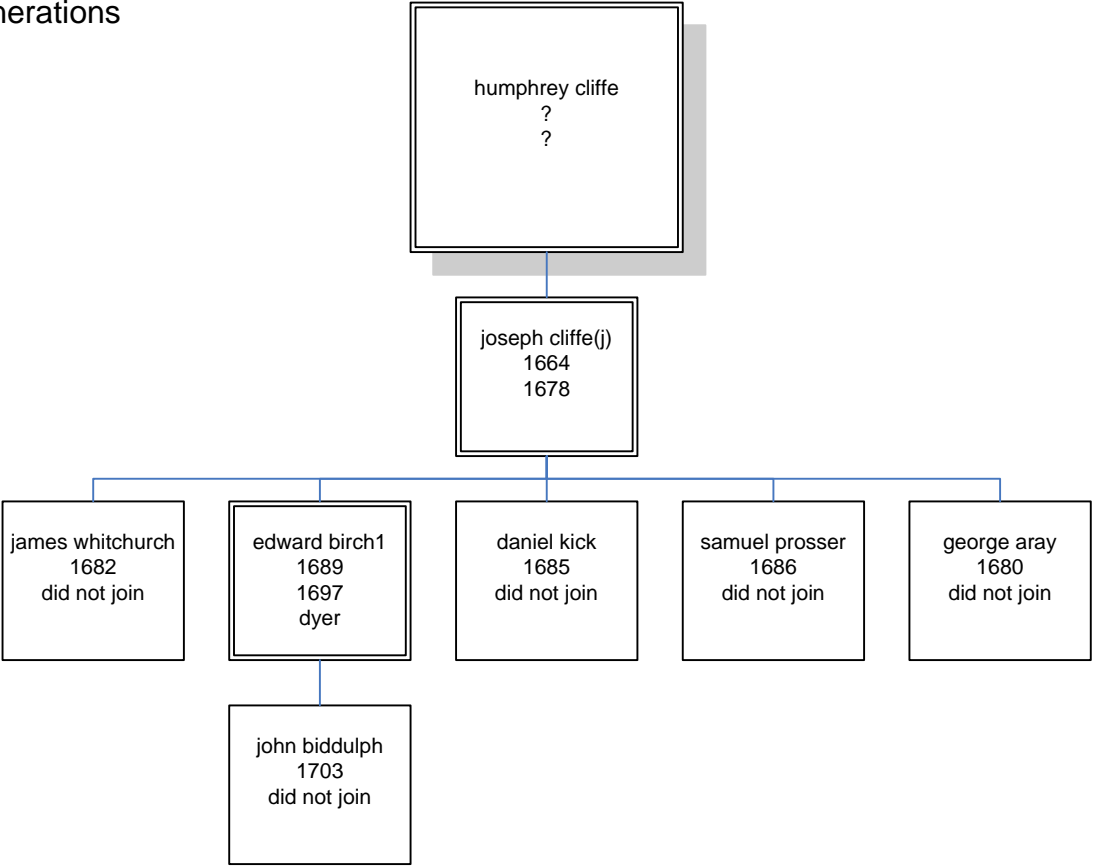 humphrey cliffe
?
?
joseph cliffe(j)
1664
1678
james whitchurch
1682
did not join
edward birch1
1689
1697
dyer
daniel kick
1685
did not join
samuel prosser
1686
did not join
george aray
1680
did not join
john biddulph
1703
did not join